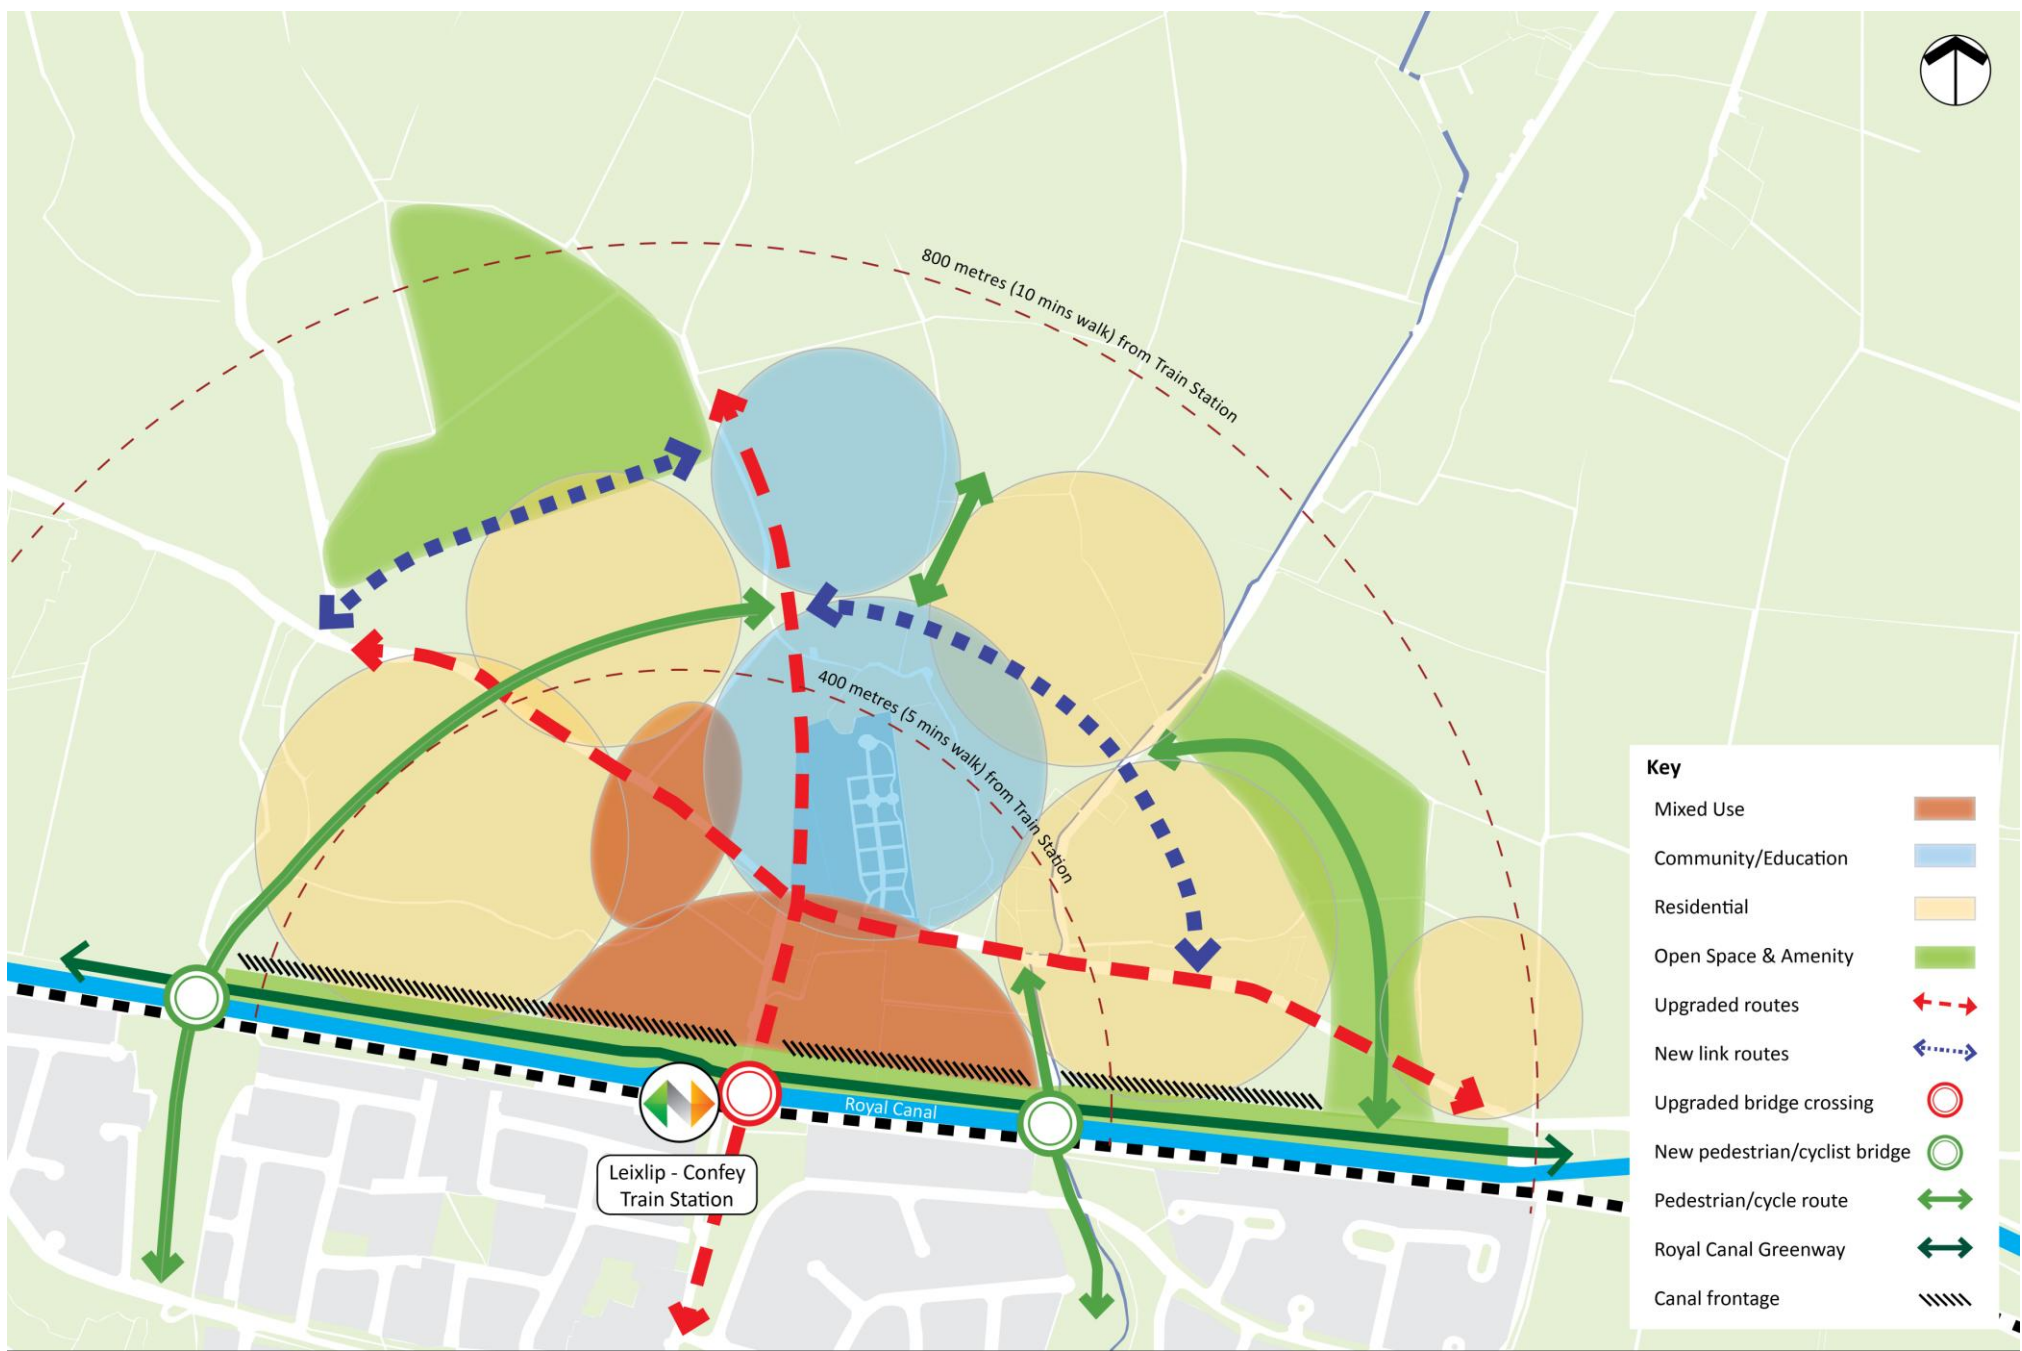 800 metres (10 mins walk) from Train Station
400 metres (5 mins walk) from Train Station
Royal Canal
Leixlip - Confey
Train Station
Key
Mixed Use
Community/Education
Residential
Open Space & Amenity
Upgraded routes
New link routes
Upgraded bridge crossing
New pedestrian/cyclist bridge
Pedestrian/cycle route
Royal Canal Greenway
Canal frontage